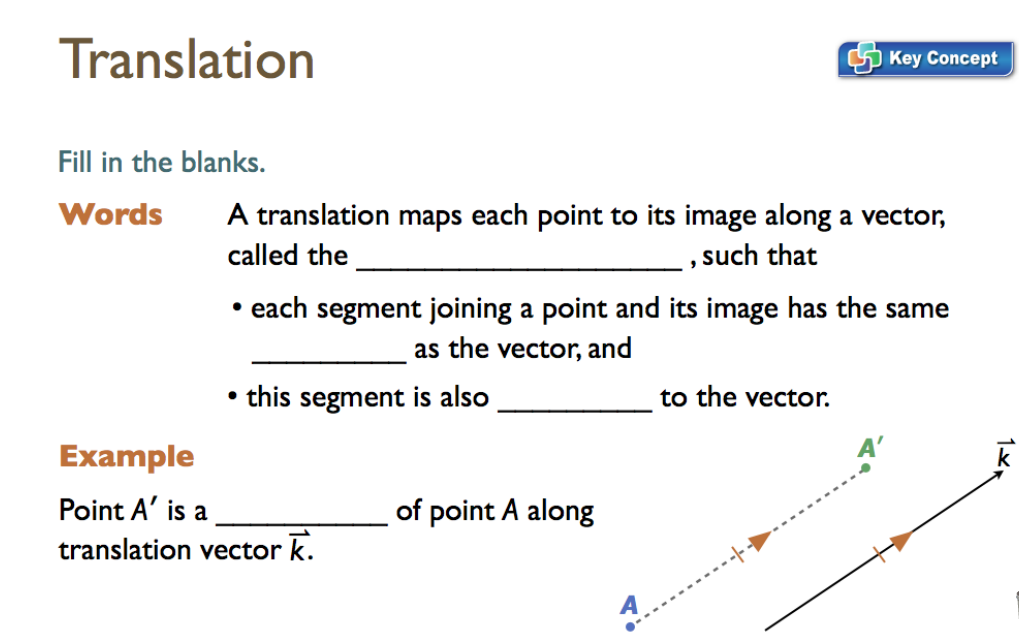 Translation
Key Concept
Fill in the blanks.
Words
A translation maps each point to its image along a vector,
called the ____________________ , such that
• each segment joining a point and its image has the same
__________ as the vector, and
• this segment is also __________ to the vector.
Example
Point A′ is a ___________ of point A along
translation vector k⃗.
A′
k⃗
A